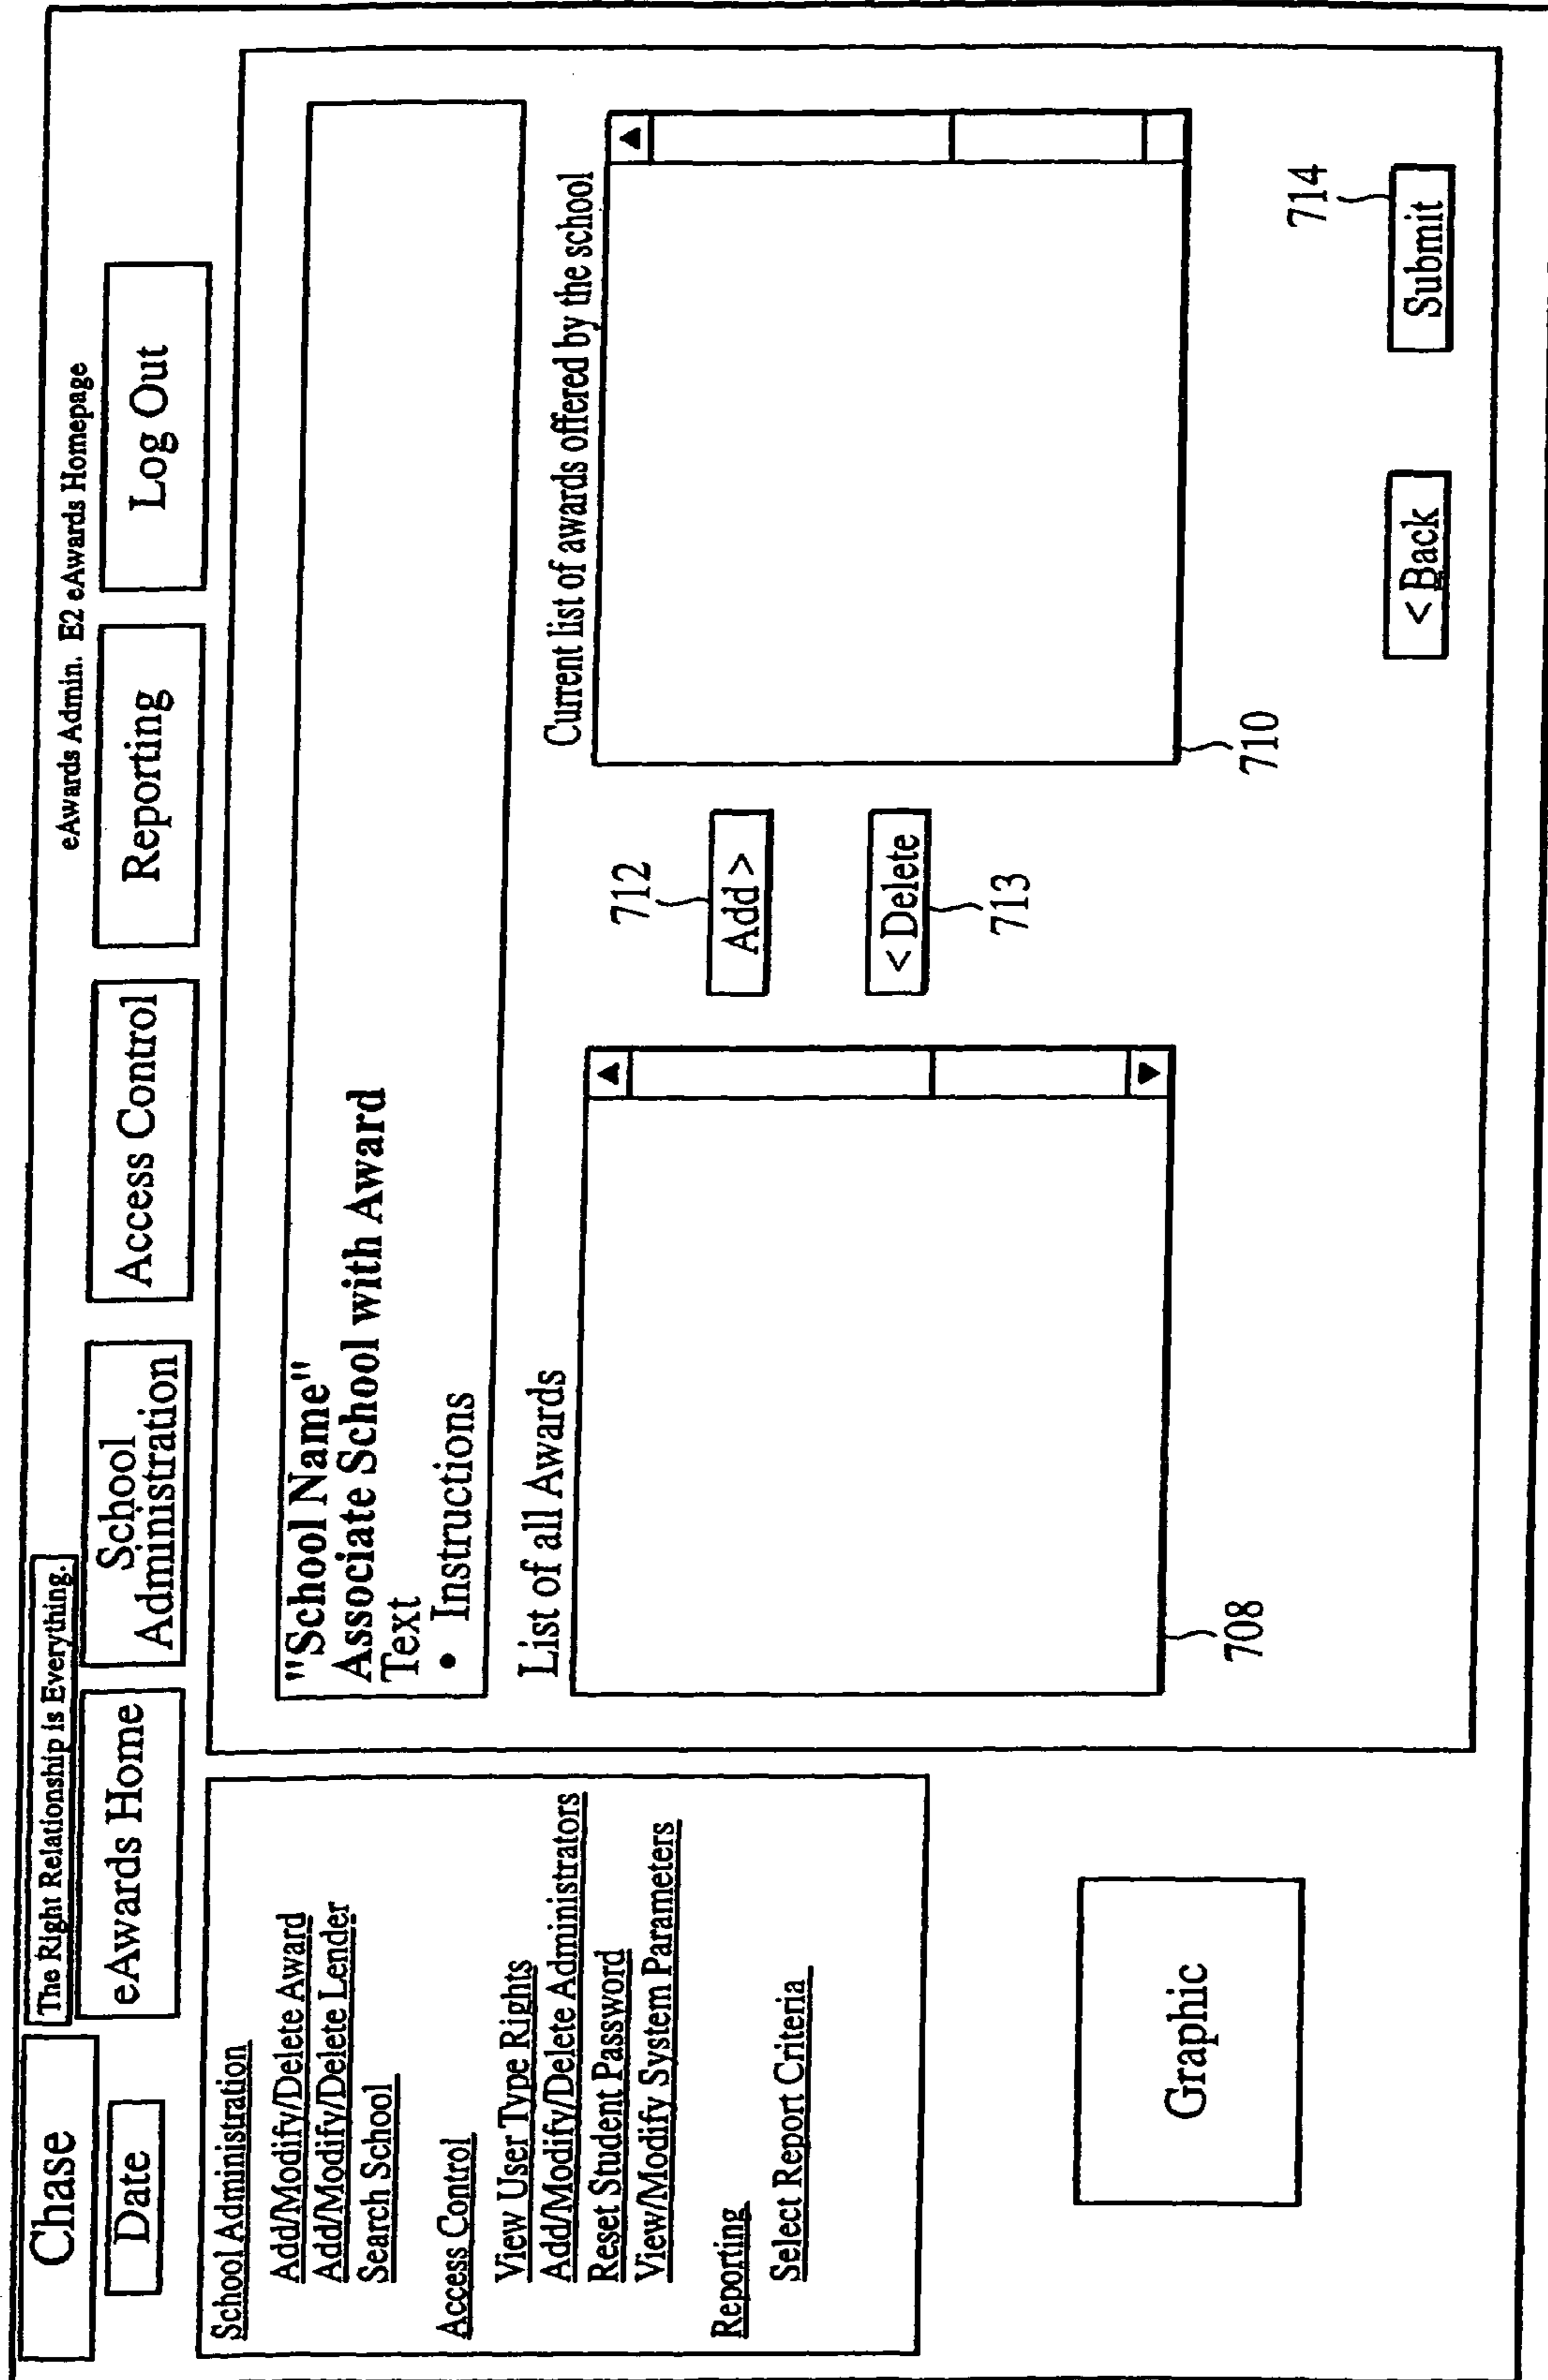 eAwards Admin. E2 eAwards Homepage
Chase
The Right Relationship is Everything.
Date
eAwards Home
School
Administration
Access Control
Reporting
Log Out
School Administration
Add/Modify/Delete Award
Add/Modify/Delete Lender
Search School
Access Control
View User Type Rights
Add/Modify/Delete Administrators
Reset Student Password
View/Modify System Parameters
Reporting
Select Report Criteria
Graphic
"School Name"
Associate School with Award
Text
• Instructions
List of all Awards
Current list of awards offered by the school
712
Add >
< Delete
713
708
710
714
< Back
Submit